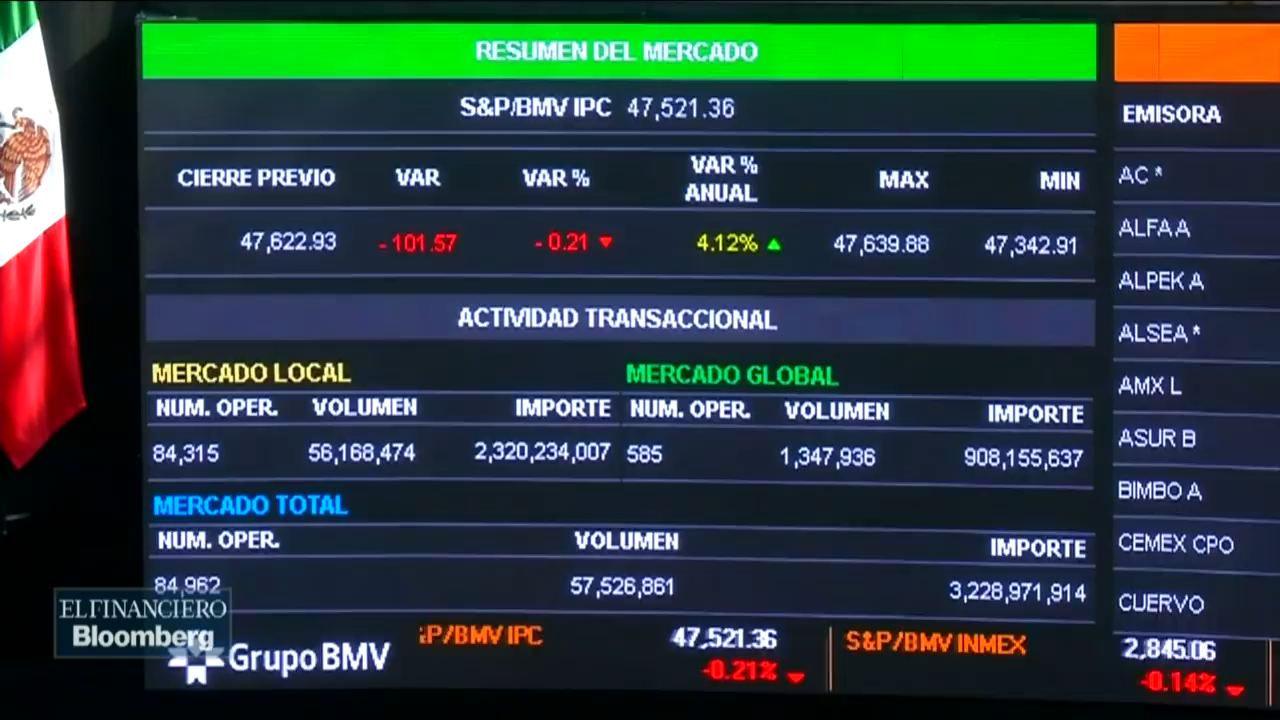 RESUMEN DEL MERCADO
S&P/BMV IPC 47,521.36
CIERRE PREVIO VAR VAR % VAR % ANUAL MAX MIN
47,622.93 -101.57 -0.21 4.12% 47,639.88 47,342.91
ACTIVIDAD TRANSACCIONAL
MERCADO LOCAL MERCADO GLOBAL
NUM. OPER. VOLUMEN IMPORTE NUM. OPER. VOLUMEN IMPORTE
84,315 56,168,474 2,320,234,007 585 1,347,936 908,155,637
MERCADO TOTAL
NUM. OPER. VOLUMEN IMPORTE
84,962 57,526,861 3,228,971,914
EMISORA
AC *
ALFA A
ALPEK A
ALSEA *
AMX L
ASUR B
BIMBO A
CEMEX CPO
CUERVO
EL FINANCIERO
Bloomberg
Grupo BMV
P/BMV IPC 47,521.36 S&P/BMV INMEX 2,845.06
-0.21% -0.14%